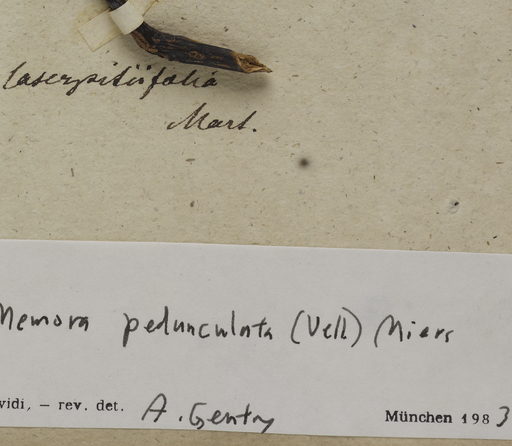 laserpitiifolia
Mart.
Memora pedunculata (Vell) Miers
vidi, – rev. det. A. Gentry
München 1983